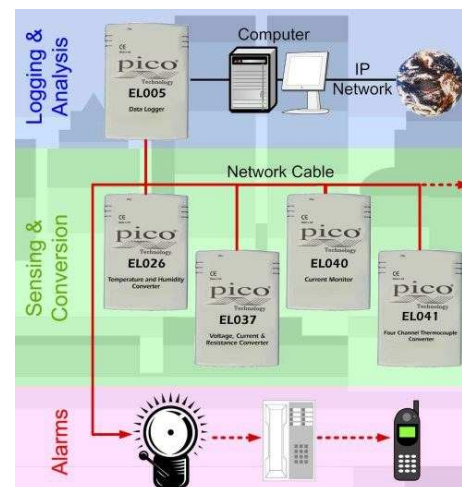 Logging &
Analysis
pico
Technology
EL005
Data Logger
Computer
IP
Network
Sensing &
Conversion
Network Cable
pico
Technology
EL026
Temperature and Humidity
Converter
pico
Technology
EL037
Voltage, Current &
Resistance Converter
pico
Technology
EL040
Current Monitor
pico
Technology
EL041
Four Channel Thermocouple
Converter
Alarms